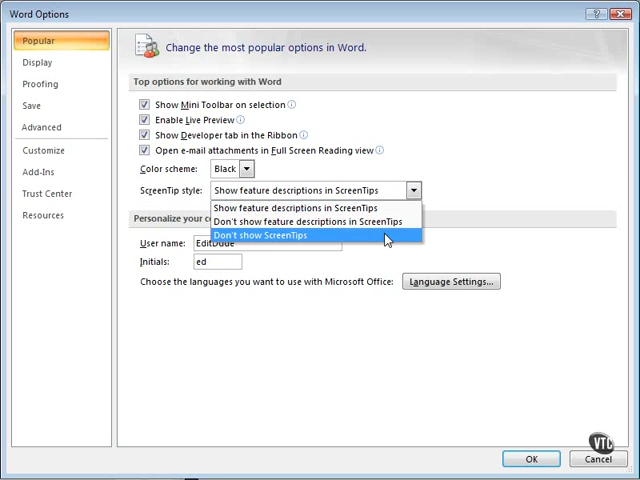 Word Options
Popular
Display
Proofing
Save
Advanced
Customize
Add-Ins
Trust Center
Resources
Change the most popular options in Word.
Top options for working with Word
Show Mini Toolbar on selection
Enable Live Preview
Show Developer tab in the Ribbon
Open e-mail attachments in Full Screen Reading view
Color scheme: Black
ScreenTip style: Show feature descriptions in ScreenTips
Show feature descriptions in ScreenTips
Don't show feature descriptions in ScreenTips
Don't show ScreenTips
Personalize your c
User name: EditDude
Initials: ed
Choose the languages you want to use with Microsoft Office: Language Settings...
VTC
OK Cancel